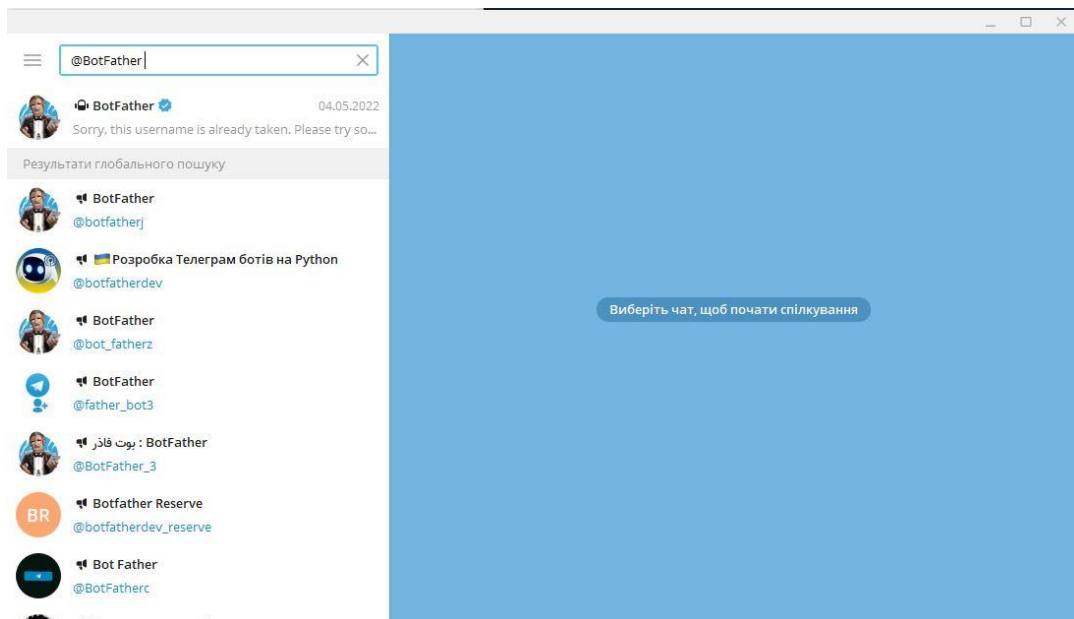 @BotFather
BotFather
04.05.2022
Sorry, this username is already taken. Please try so...
Результати глобального пошуку
BotFather
@botfatherj
Розробка Телеграм ботів на Python
@botfatherdev
BotFather
@bot_fatherz
BotFather
@father_bot3
BotFather : بوت فاذر
@BotFather_3
BR
Botfather Reserve
@botfatherdev_reserve
Bot Father
@BotFatherc
Виберіть чат, щоб почати спілкування